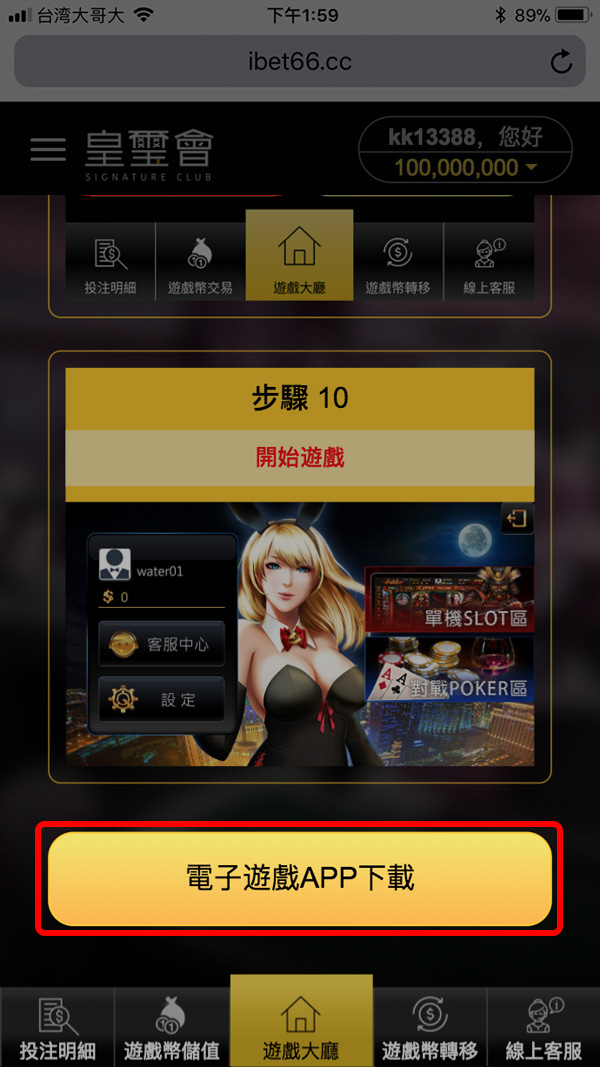 台湾大哥大 下午1:59 89%
ibet66.cc
皇璽會
SIGNATURE CLUB
kk13388, 您好
100,000,000
投注明細 遊戲幣交易 遊戲大廳 遊戲幣轉移 線上客服
步驟 10
開始遊戲
water01
$ 0
客服中心
設定
單機SLOT區
對戰POKER區
電子遊戲APP下載
投注明細 遊戲幣儲值 遊戲大廳 遊戲幣轉移 線上客服